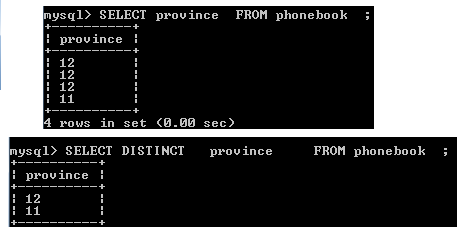 mysql> SELECT province  FROM phonebook  ;
+----------+
¦ province ¦
+----------+
¦ 12       ¦
¦ 12       ¦
¦ 12       ¦
¦ 11       ¦
+----------+
4 rows in set (0.00 sec)
mysql> SELECT DISTINCT   province     FROM phonebook  ;
+----------+
¦ province ¦
+----------+
¦ 12       ¦
¦ 11       ¦
+----------+